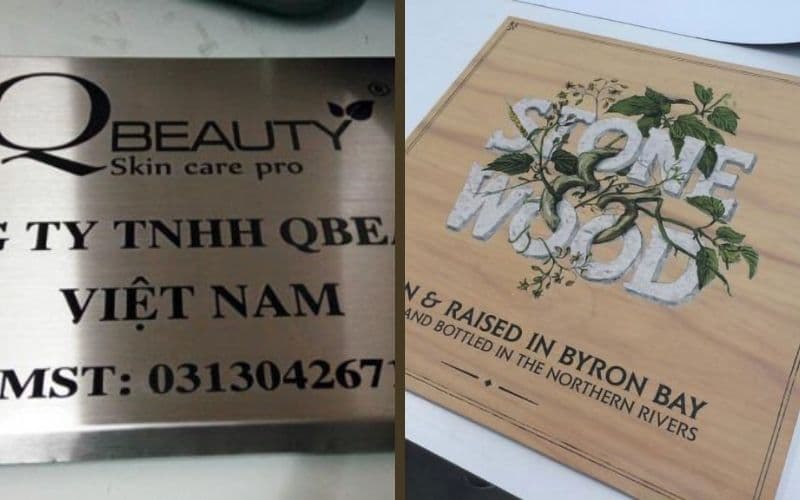 QBEAUTY ®
Skin care pro
TY TNHH QBE
VIỆT NAM
MST: 031304267
STONE
WOOD
N & RAISED IN BYRON BAY
AND BOTTLED IN THE NORTHERN RIVERS